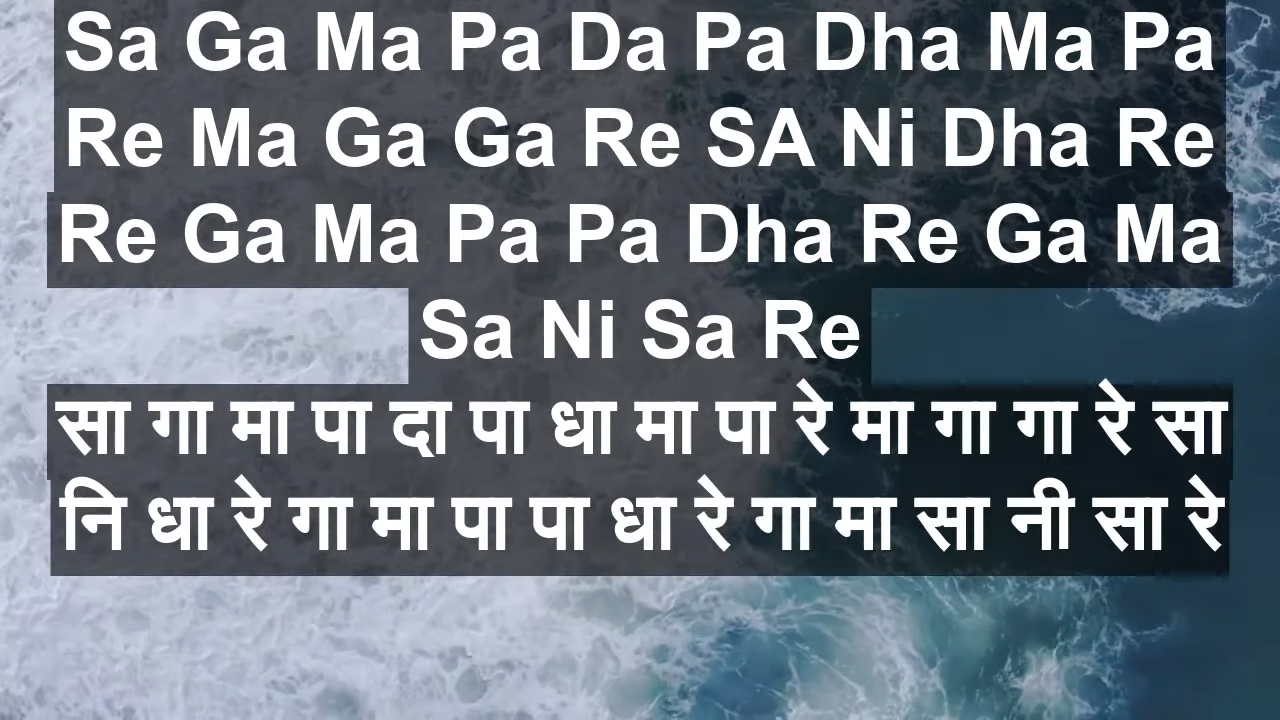 Sa Ga Ma Pa Da Pa Dha Ma Pa
Re Ma Ga Ga Re SA Ni Dha Re
Re Ga Ma Pa Pa Dha Re Ga Ma
Sa Ni Sa Re
सा गा मा पा दा पा धा मा पा रे मा गा गा रे सा
नि धा रे गा मा पा पा धा रे गा मा सा नी सा रे